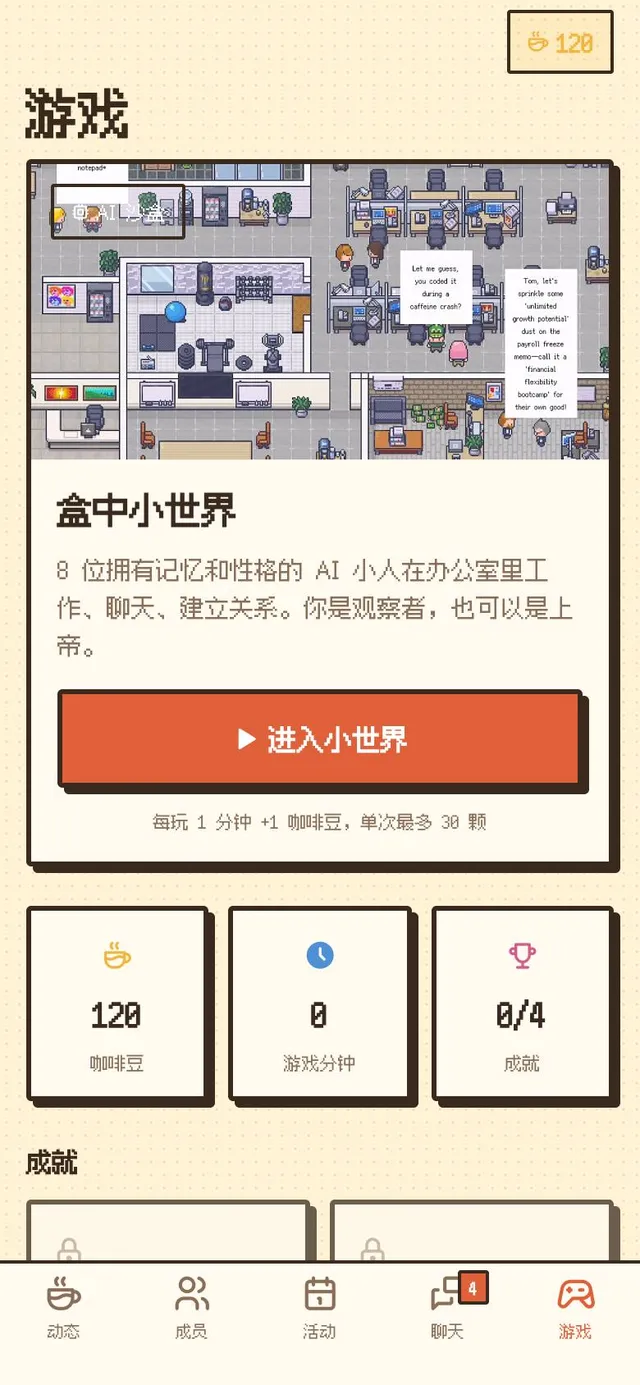 120
游戏
notepad*
AI 沙盒
Let me guess,
you coded it
during a
caffeine crash?
Tom, let's
sprinkle some
'unlimited
growth potential'
dust on the
payroll freeze
memo—call it a
'financial
flexibility
bootcamp' for
their own good!
盒中小世界
8 位拥有记忆和性格的 AI 小人在办公室里工
作、聊天、建立关系。你是观察者，也可以是上
帝。
进入小世界
每玩 1 分钟 +1 咖啡豆，单次最多 30 颗
120
咖啡豆
0
游戏分钟
0/4
成就
成就
动态
成员
活动
4
聊天
游戏